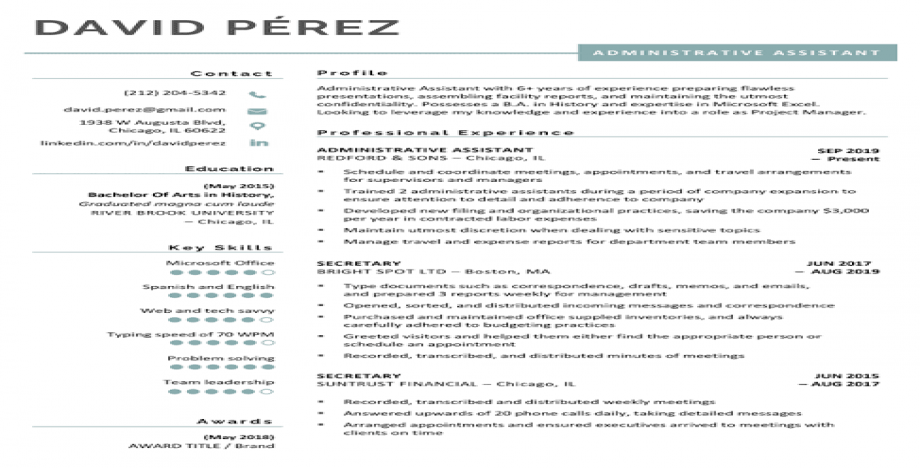 DAVID PÉREZ
ADMINISTRATIVE ASSISTANT
Contact
(212) 204-5342
david.perez@gmail.com
1938 W Augusta Blvd,
Chicago, IL 60622
linkedin.com/in/davidperez
Education
(May 2015)
Bachelor Of Arts in History,
Graduated magna cum laude
RIVER BROOK UNIVERSITY
– Chicago, IL
Key Skills
Microsoft Office
Spanish and English
Web and tech savvy
Typing speed of 70 WPM
Problem solving
Team leadership
Awards
(May 2018)
AWARD TITLE / Brand
Profile
Administrative Assistant with 6+ years of experience preparing flawless
presentations, assembling facility reports, and maintaining the utmost
confidentiality. Possesses a B.A. in History and expertise in Microsoft Excel.
Looking to leverage my knowledge and experience into a role as Project Manager.
Professional Experience
ADMINISTRATIVE ASSISTANT SEP 2019
REDFORD & SONS – Chicago, IL – Present
• Schedule and coordinate meetings, appointments, and travel arrangements
for supervisors and managers
• Trained 2 administrative assistants during a period of company expansion to
ensure attention to detail and adherence to company
• Developed new filing and organizational practices, saving the company $3,000
per year in contracted labor expenses
• Maintain utmost discretion when dealing with sensitive topics
• Manage travel and expense reports for department team members
SECRETARY JUN 2017
BRIGHT SPOT LTD – Boston, MA – AUG 2019
• Type documents such as correspondence, drafts, memos, and emails,
and prepared 3 reports weekly for management
• Opened, sorted, and distributed incoming messages and correspondence
• Purchased and maintained office suppled inventories, and always
carefully adhered to budgeting practices
• Greeted visitors and helped them either find the appropriate person or
schedule an appointment
• Recorded, transcribed, and distributed minutes of meetings
SECRETARY JUN 2015
SUNTRUST FINANCIAL – Chicago, IL – AUG 2017
• Recorded, transcribed and distributed weekly meetings
• Answered upwards of 20 phone calls daily, taking detailed messages
• Arranged appointments and ensured executives arrived to meetings with
clients on time